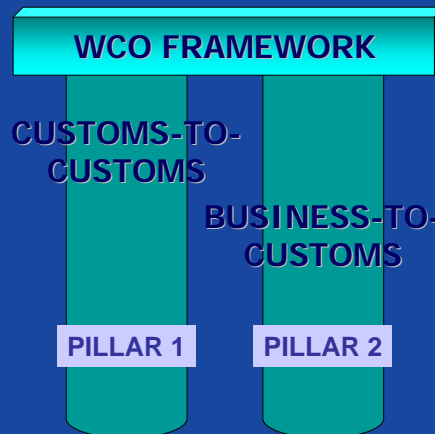 WCO FRAMEWORK
CUSTOMS-TO-
CUSTOMS
BUSINESS-TO-
CUSTOMS
PILLAR 1
PILLAR 2